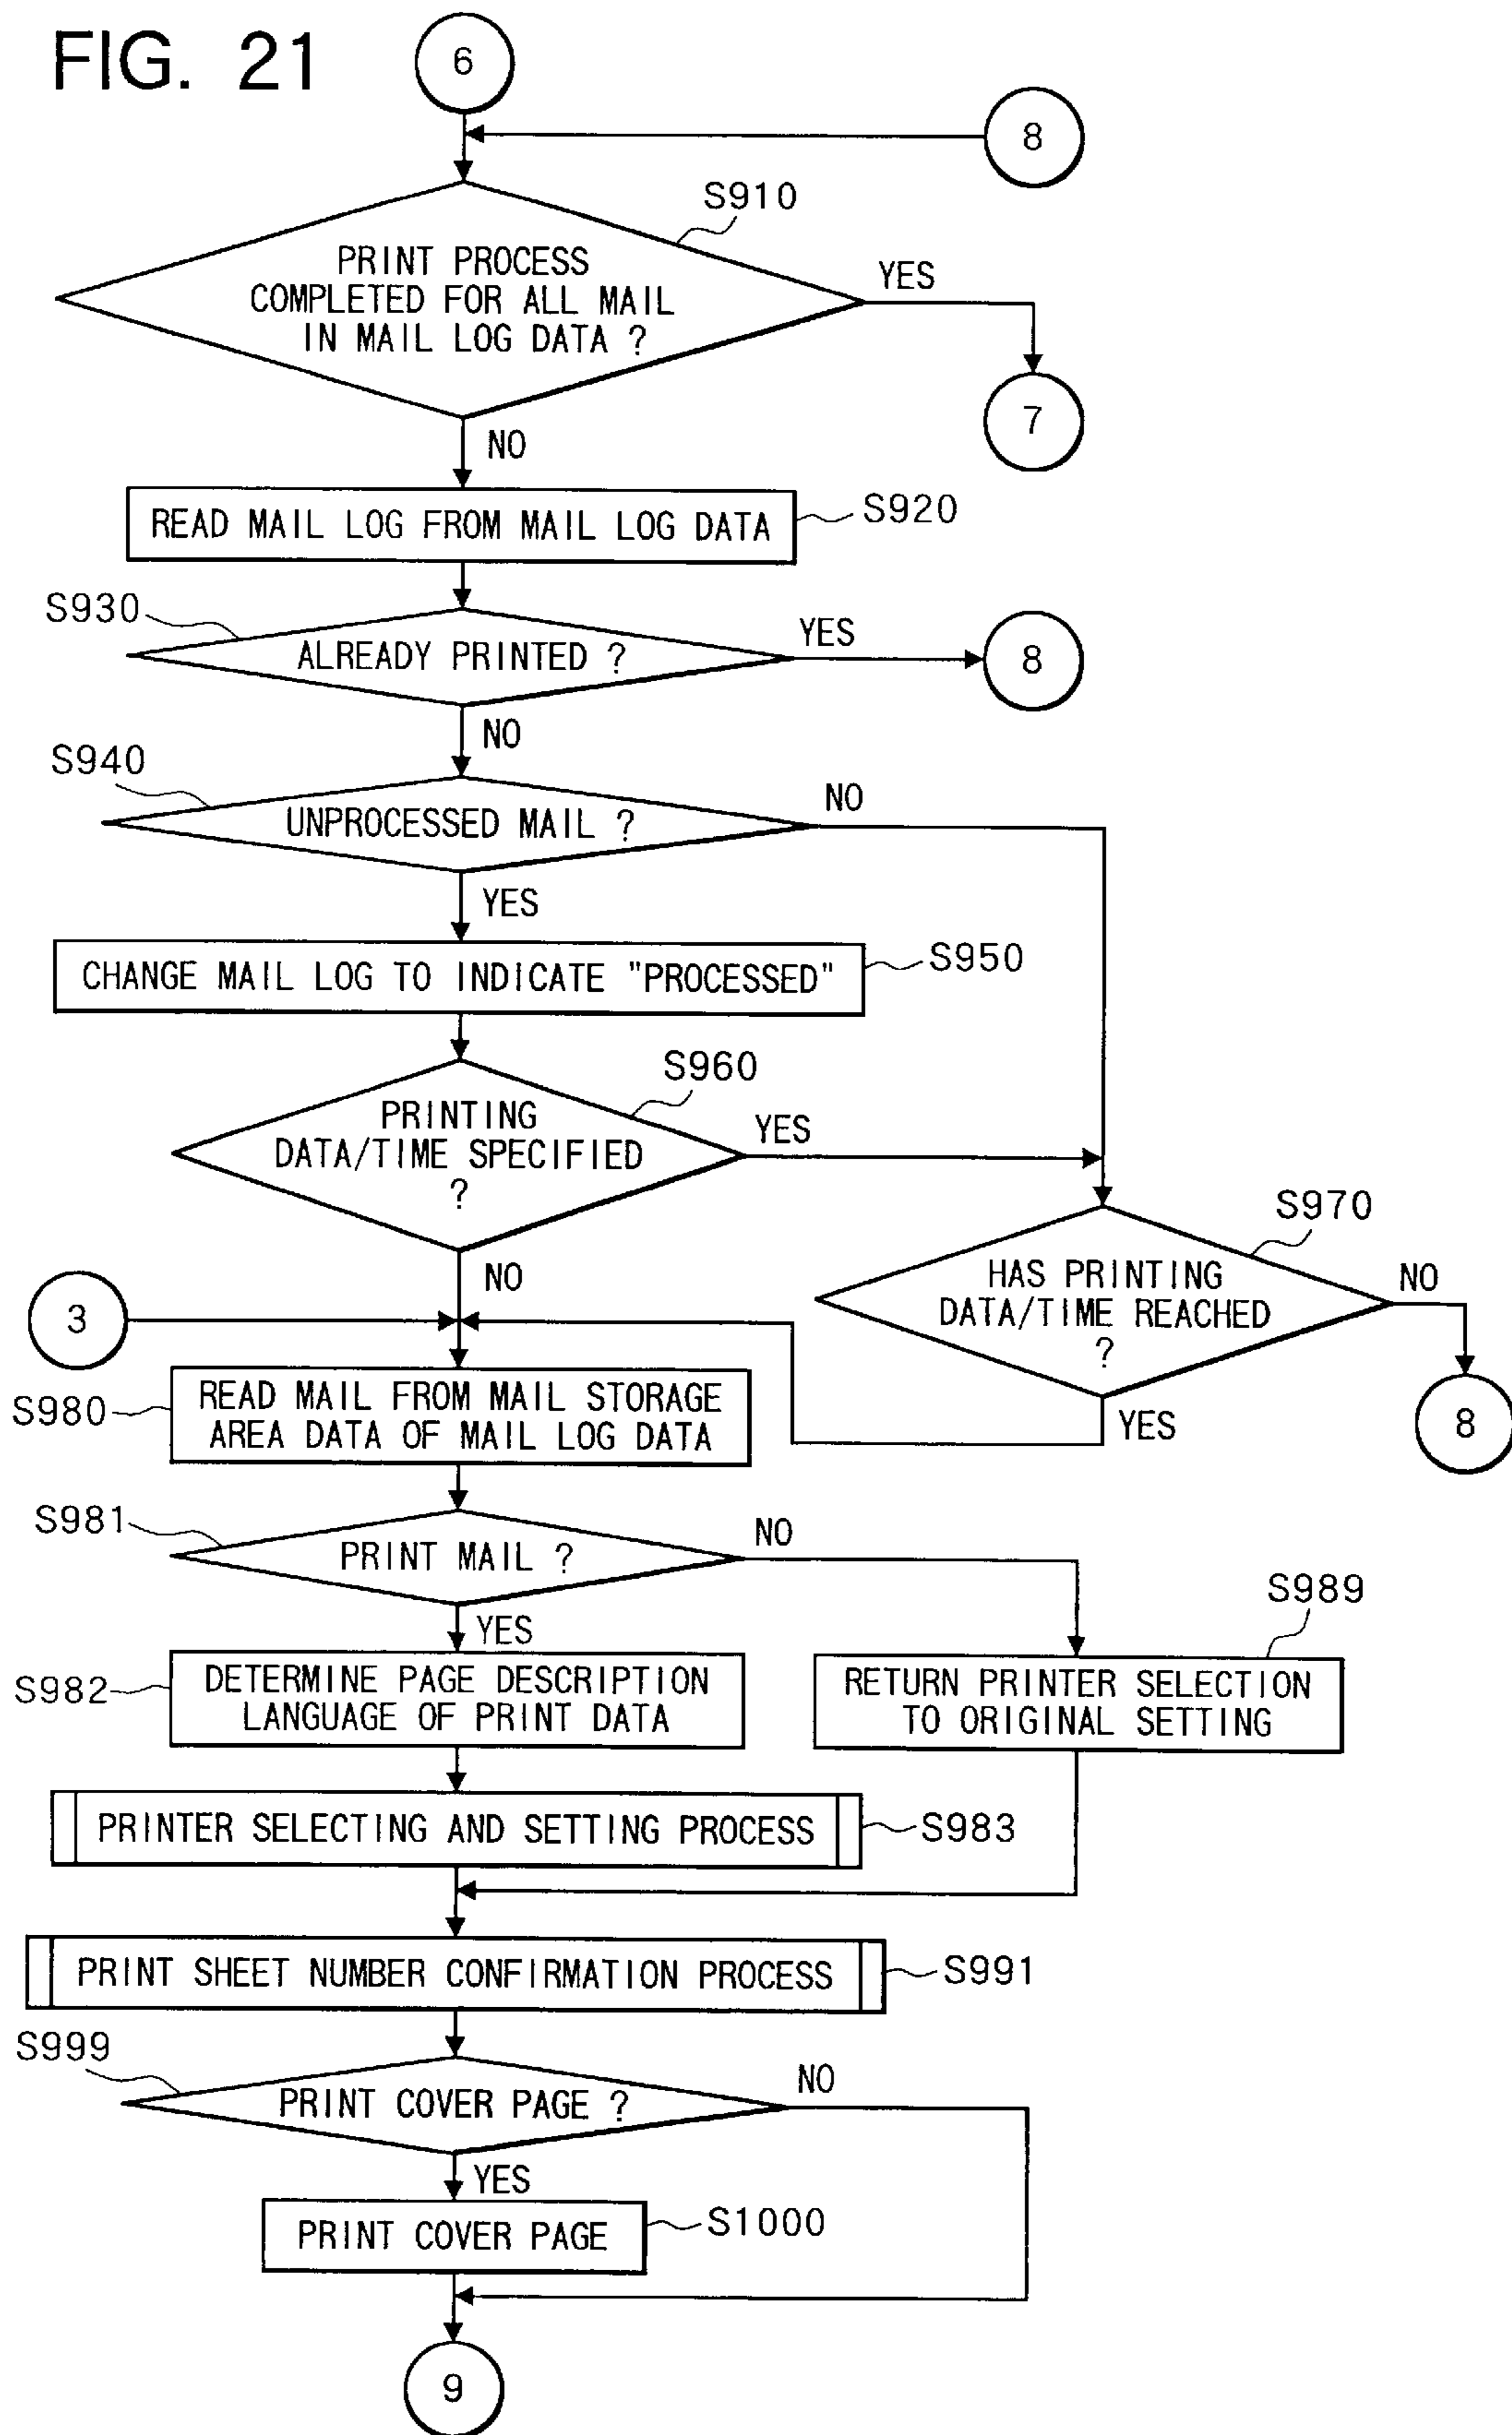 FIG. 21
6
8
S910
PRINT PROCESS
COMPLETED FOR ALL MAIL
IN MAIL LOG DATA ?
YES
7
NO
READ MAIL LOG FROM MAIL LOG DATA
S920
S930
ALREADY PRINTED ?
YES
8
NO
S940
UNPROCESSED MAIL ?
NO
YES
CHANGE MAIL LOG TO INDICATE "PROCESSED"
S950
S960
PRINTING
DATA/TIME SPECIFIED
?
YES
NO
S970
HAS PRINTING
DATA/TIME REACHED
?
NO
8
YES
3
S980
READ MAIL FROM MAIL STORAGE
AREA DATA OF MAIL LOG DATA
S981
PRINT MAIL ?
NO
YES
S989
RETURN PRINTER SELECTION
TO ORIGINAL SETTING
S982
DETERMINE PAGE DESCRIPTION
LANGUAGE OF PRINT DATA
PRINTER SELECTING AND SETTING PROCESS
S983
PRINT SHEET NUMBER CONFIRMATION PROCESS
S991
S999
PRINT COVER PAGE ?
NO
YES
PRINT COVER PAGE
S1000
9